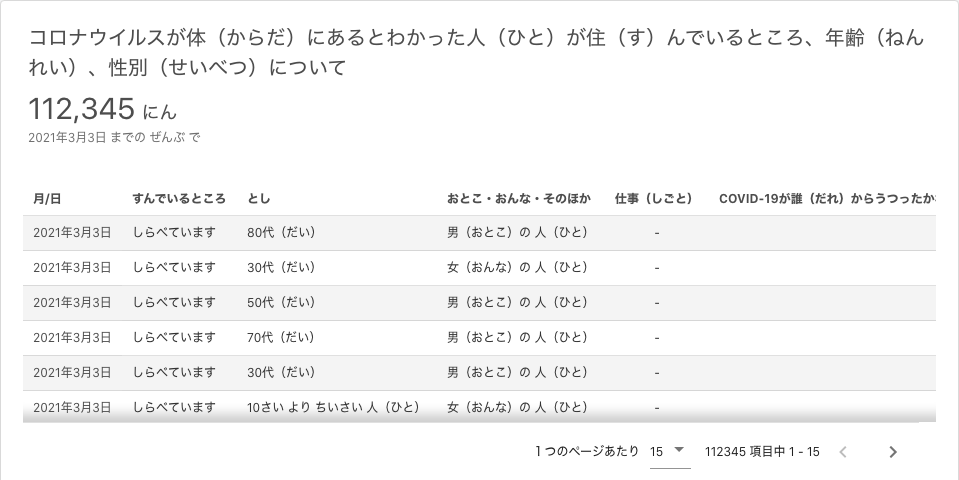 コロナウイルスが体（からだ）にあるとわかった人（ひと）が住（す）んでいるところ、年齢（ねん
れい）、性別（せいべつ）について
112,345 にん
2021年3月3日 までの ぜんぶ で
月/日 すんでいるところ とし おとこ・おんな・そのほか 仕事（しごと） COVID-19が誰（だれ）からうつったか
2021年3月3日 しらべています 80代（だい） 男（おとこ）の 人（ひと） -
2021年3月3日 しらべています 30代（だい） 女（おんな）の 人（ひと） -
2021年3月3日 しらべています 50代（だい） 男（おとこ）の 人（ひと） -
2021年3月3日 しらべています 70代（だい） 男（おとこ）の 人（ひと） -
2021年3月3日 しらべています 30代（だい） 男（おとこ）の 人（ひと） -
2021年3月3日 しらべています 10さい より ちいさい 人（ひと） 女（おんな）の 人（ひと） -
1 つのページあたり 15 112345 項目中 1 - 15